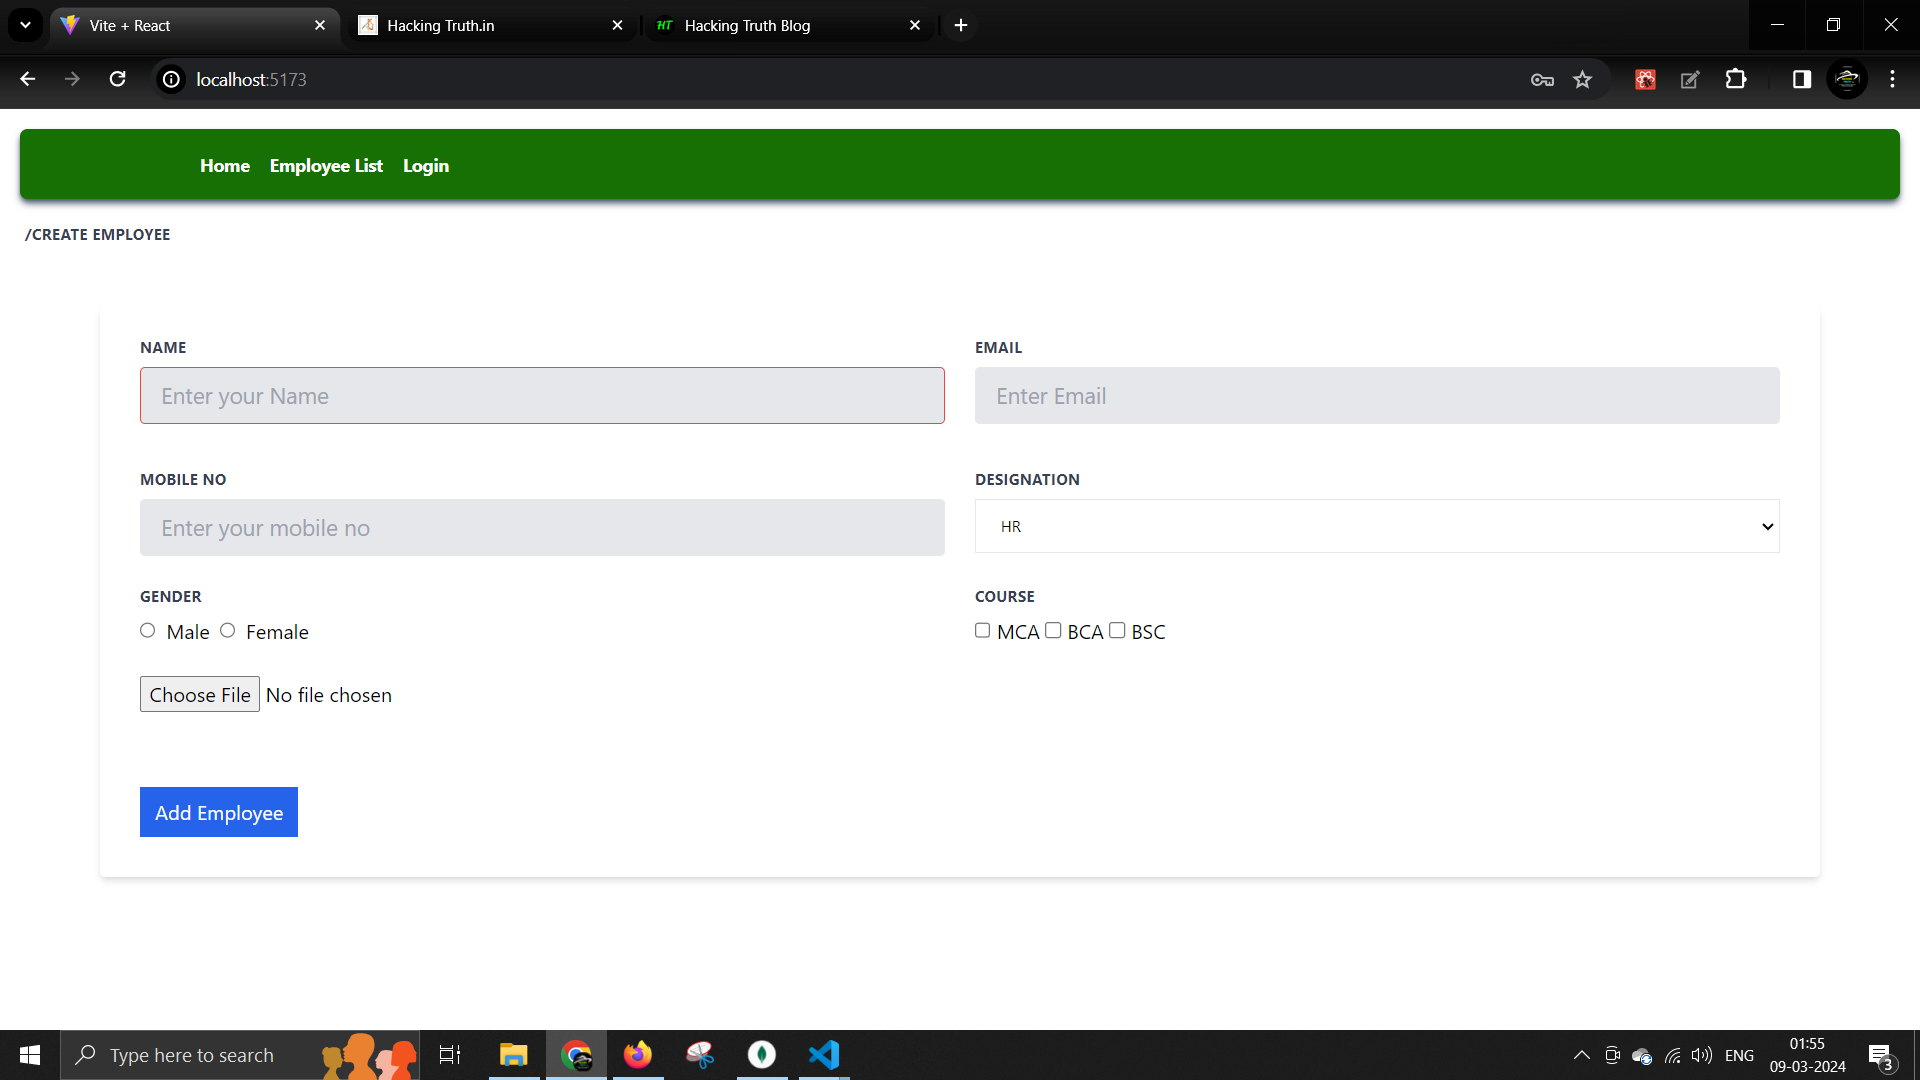 Vite + React
Hacking Truth.in
HT Hacking Truth Blog
localhost:5173
Home Employee List Login
/CREATE EMPLOYEE
NAME EMAIL
Enter your Name Enter Email
MOBILE NO DESIGNATION
Enter your mobile no HR
GENDER COURSE
Male Female MCA BCA BSC
Choose File No file chosen
Add Employee
Type here to search
ENG
01:55
09-03-2024
3